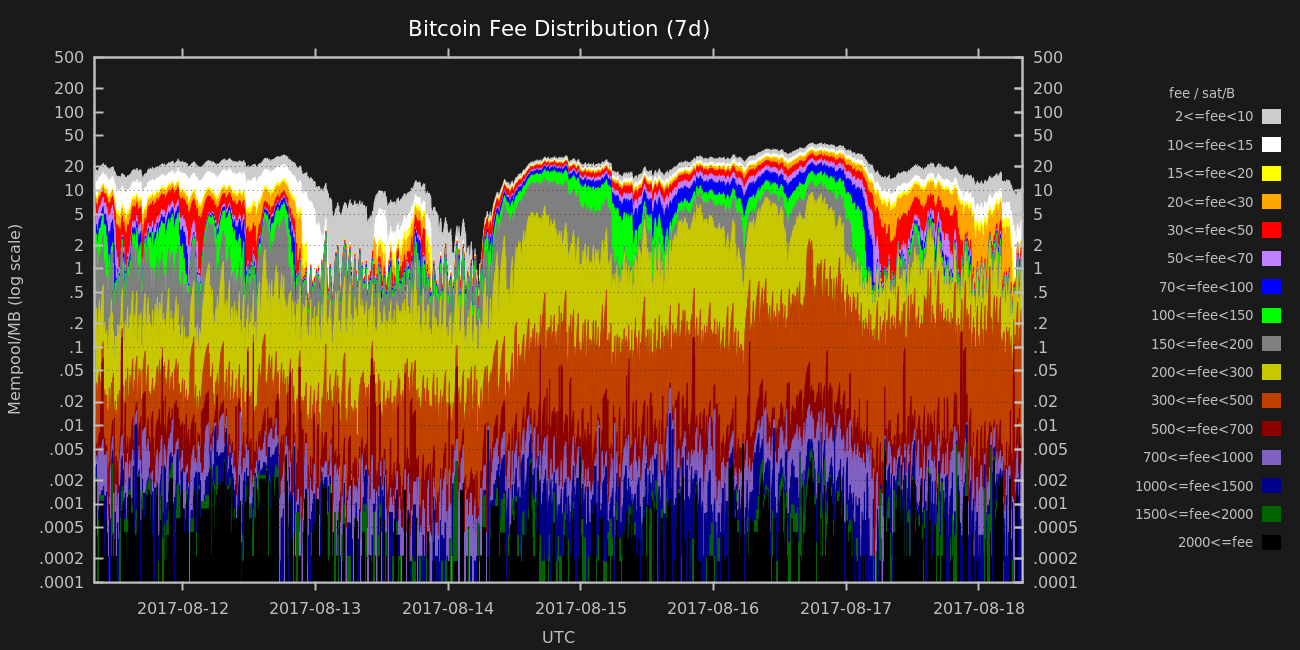 Bitcoin Fee Distribution (7d)
500 500
200 200
100 100
50 50
20 20
10 10
5 5
2 2
1 1
.5 .5
.2 .2
.1 .1
.05 .05
.02 .02
.01 .01
.005 .005
.002 .002
.001 .001
.0005 .0005
.0002 .0002
.0001 .0001
Mempool/MB (log scale)
2017-08-12 2017-08-13 2017-08-14 2017-08-15 2017-08-16 2017-08-17 2017-08-18
UTC
fee / sat/B
2<=fee<10
10<=fee<15
15<=fee<20
20<=fee<30
30<=fee<50
50<=fee<70
70<=fee<100
100<=fee<150
150<=fee<200
200<=fee<300
300<=fee<500
500<=fee<700
700<=fee<1000
1000<=fee<1500
1500<=fee<2000
2000<=fee